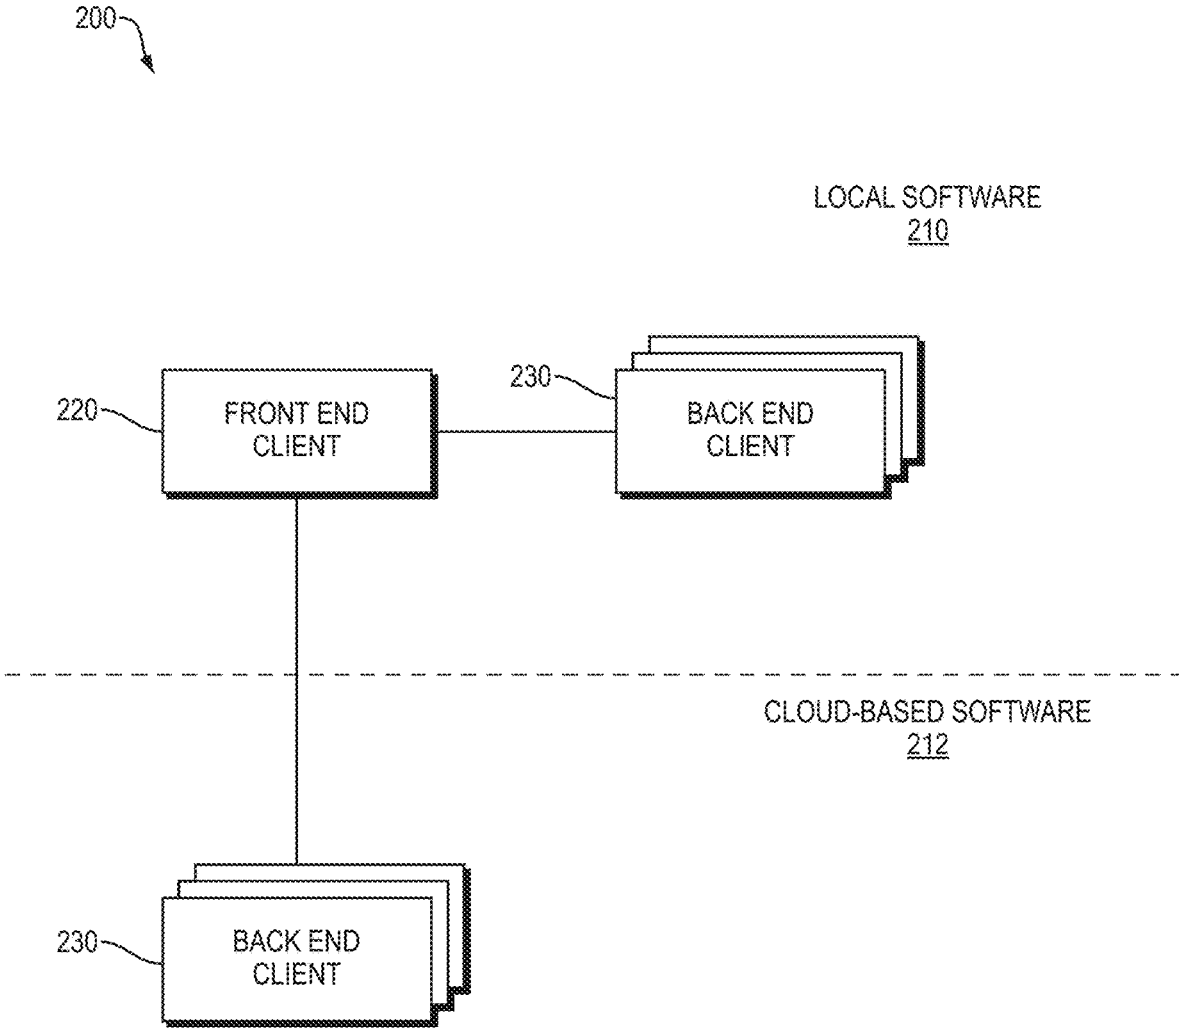 200
LOCAL SOFTWARE
210
230
220
FRONT END
CLIENT
BACK END
CLIENT
CLOUD-BASED SOFTWARE
212
230
BACK END
CLIENT